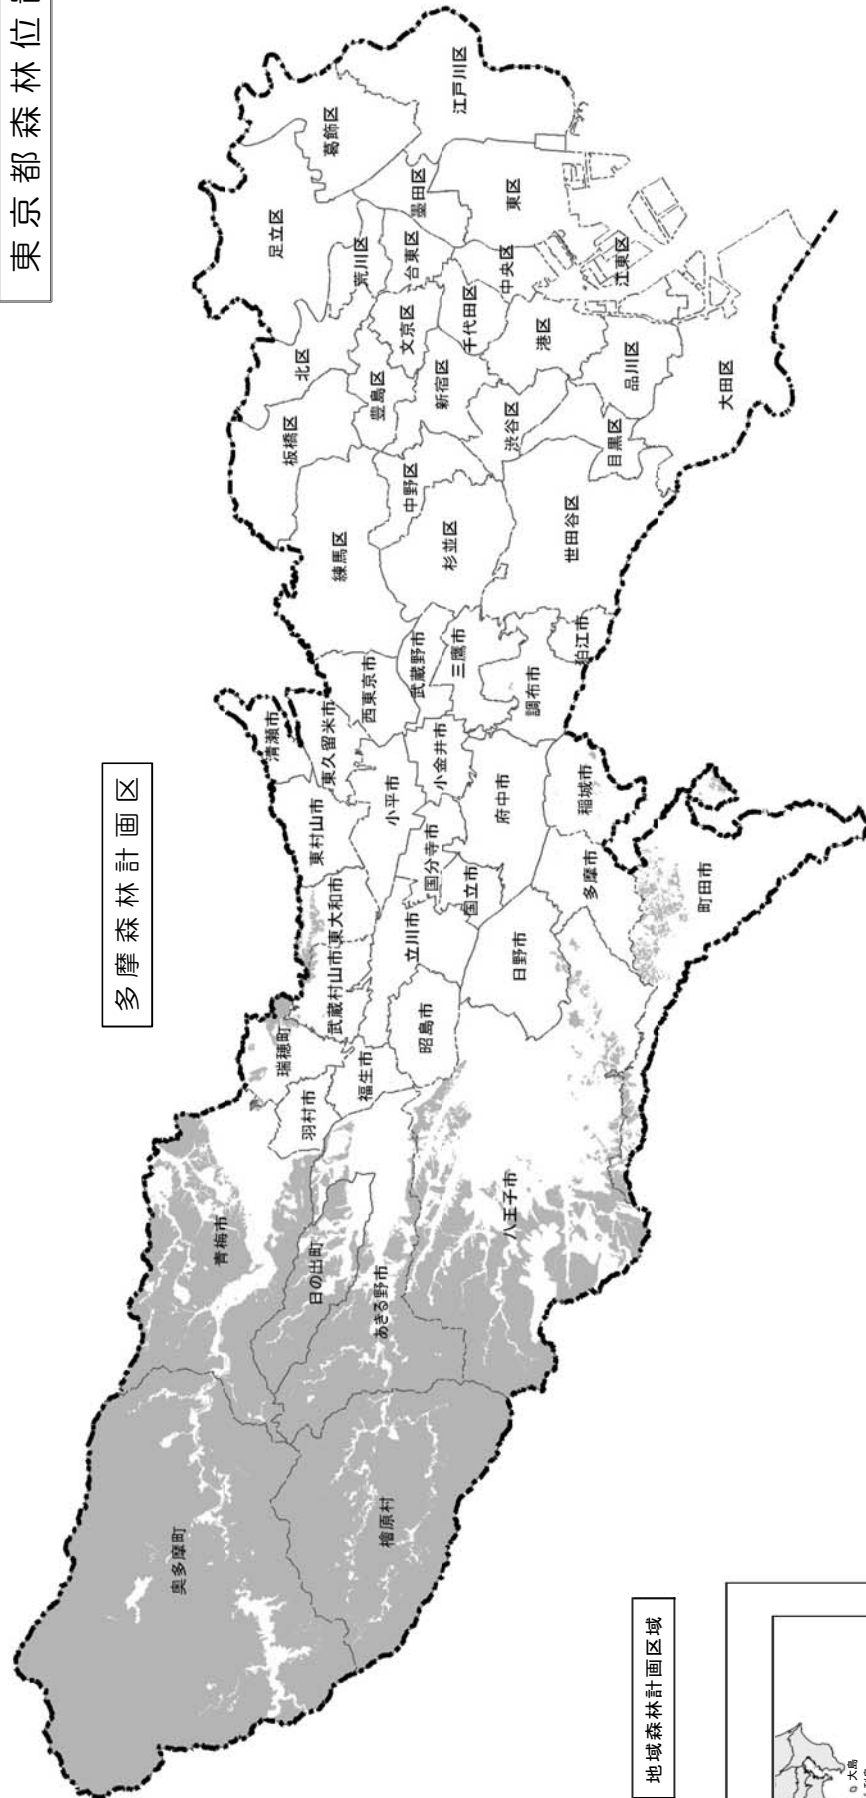 東京都森林位
多摩森林計画区
奥多摩町
檜原村
青梅市
日の出町
あきる野市
八王子市
羽村市
瑞穂町
福生市
昭島市
武蔵村山市
東大和市
立川市
日野市
東村山市
国分寺市
国立市
多摩市
町田市
清瀬市
東久留米市
小平市
小金井市
府中市
稲城市
西東京市
武蔵野市
三鷹市
調布市
狛江市
練馬区
杉並区
世田谷区
板橋区
中野区
北区
豊島区
新宿区
渋谷区
目黒区
文京区
港区
品川区
大田区
足立区
荒川区
台東区
千代田区
中央区
江東区
葛飾区
墨田区
東区
江戸川区
地域森林計画区域
大島